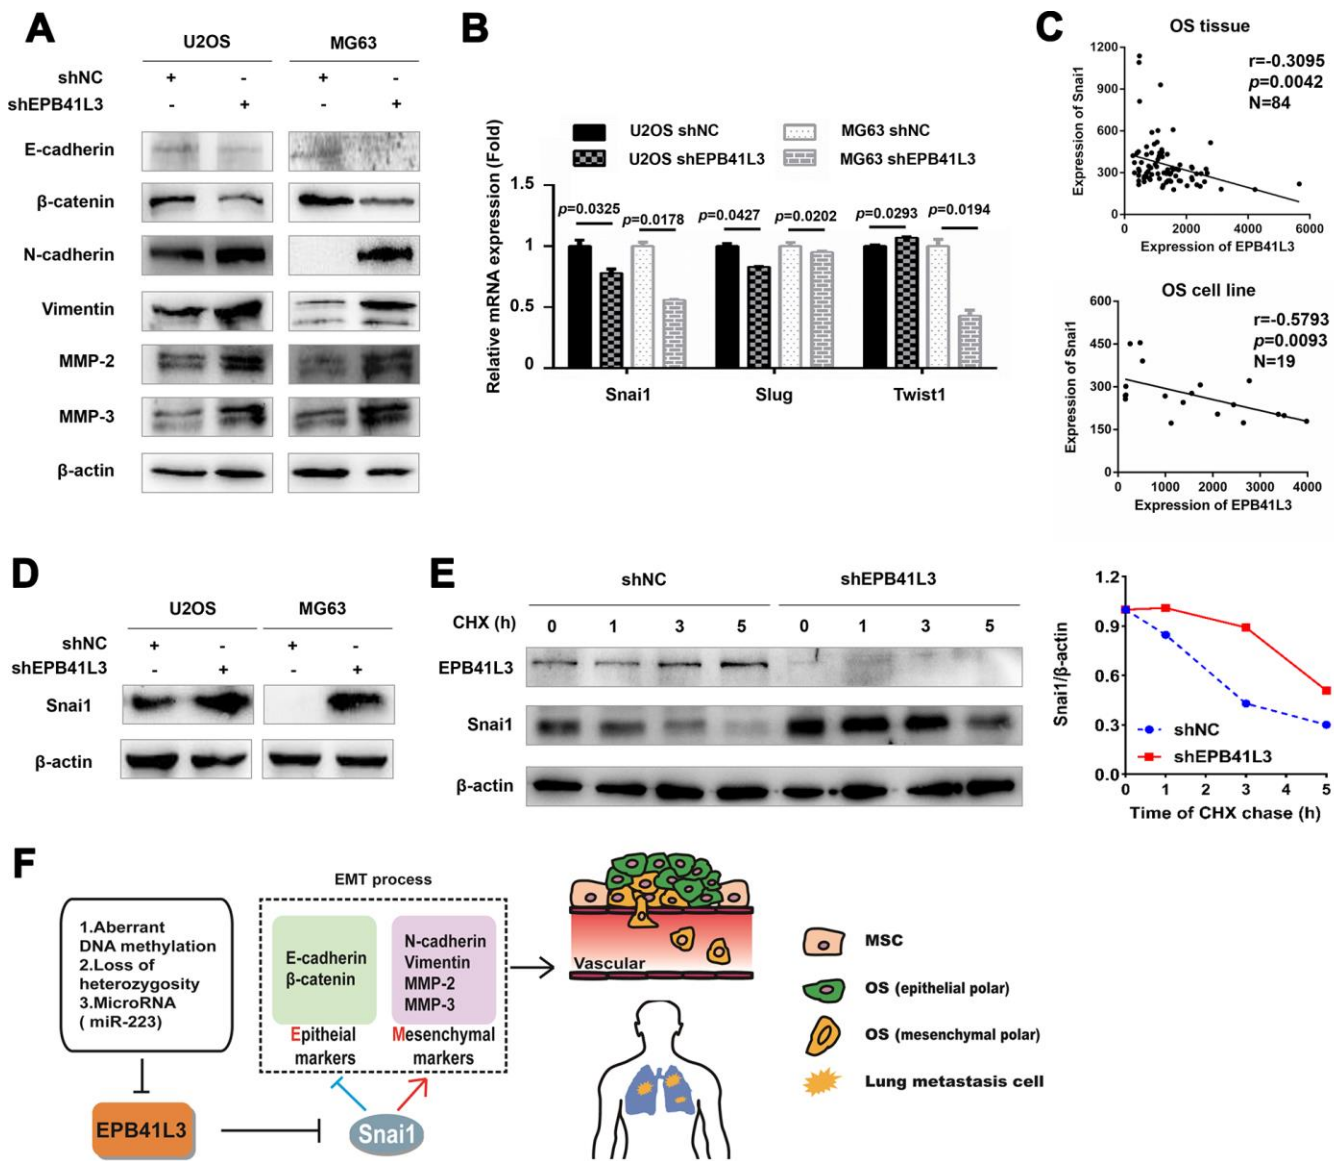 A
U2OS
MG63
shNC + - + -
shEPB41L3 - + - +
E-cadherin
β-catenin
N-cadherin
Vimentin
MMP-2
MMP-3
β-actin
B
U2OS shNC
MG63 shNC
U2OS shEPB41L3
MG63 shEPB41L3
Relative mRNA expression (Fold)
1.5
1
0.5
0
p=0.0325
p=0.0178
p=0.0427
p=0.0202
p=0.0293
p=0.0194
Snai1
Slug
Twist1
C
OS tissue
r=-0.3095
p=0.0042
N=84
Expression of Snai1
1200
900
600
300
0
0 2000 4000 6000
Expression of EPB41L3
OS cell line
r=-0.5793
p=0.0093
N=19
Expression of Snai1
600
450
300
150
0
0 1000 2000 3000 4000
Expression of EPB41L3
D
U2OS
MG63
shNC + - + -
shEPB41L3 - + - +
Snai1
β-actin
E
shNC
shEPB41L3
CHX (h) 0 1 3 5 0 1 3 5
EPB41L3
Snai1
β-actin
Snai1/β-actin
1.2
0.9
0.6
0.3
0.0
shNC
shEPB41L3
0 1 3 5
Time of CHX chase (h)
F
1.Aberrant
DNA methylation
2.Loss of
heterozygosity
3.MicroRNA
( miR-223)
EPB41L3
EMT process
E-cadherin
β-catenin
Epitheial
markers
N-cadherin
Vimentin
MMP-2
MMP-3
Mesenchymal
markers
Snai1
Vascular
MSC
OS (epithelial polar)
OS (mesenchymal polar)
Lung metastasis cell